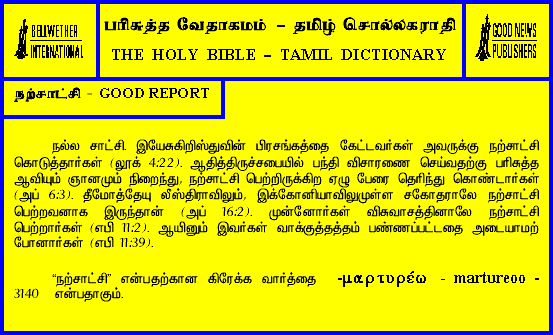 BELLWETHER
INTERNATIONAL
பரிசுத்த வேதாகமம் – தமிழ் சொல்லகராதி
THE HOLY BIBLE – TAMIL DICTIONARY
GOOD NEWS
PUBLISHERS
நற்சாட்சி - GOOD REPORT
நல்ல சாட்சி. இயேசுகிறிஸ்துவின் பிரசங்கத்தை கேட்டவர்கள் அவருக்கு நற்சாட்சி
கொடுத்தார்கள் (லூக் 4:22). ஆதித்திருச்சபையில் பந்தி விசாரணை செய்வதற்கு பரிசுத்த
ஆவியும் ஞானமும் நிறைந்து, நற்சாட்சி பெற்றிருக்கிற ஏழு பேரை தெரிந்து கொண்டார்கள்
(அப் 6:3). தீமோத்தேயு லீஸ்திராவிலும், இக்கோனியாவிலுமுள்ள சகோதரராலே நற்சாட்சி
பெற்றவனாக இருந்தான் (அப் 16:2). முன்னோர்கள் விசுவாசத்தினாலே நற்சாட்சி
பெற்றார்கள் (எபி 11:2). ஆயினும் இவர்கள் வாக்குத்தத்தம் பண்ணப்பட்டதை அடையாமற்
போனார்கள் (எபி 11:39).
“நற்சாட்சி” என்பதற்கான கிரேக்க வார்த்தை -μαρτυρέω - martureoo -
3140 என்பதாகும்.